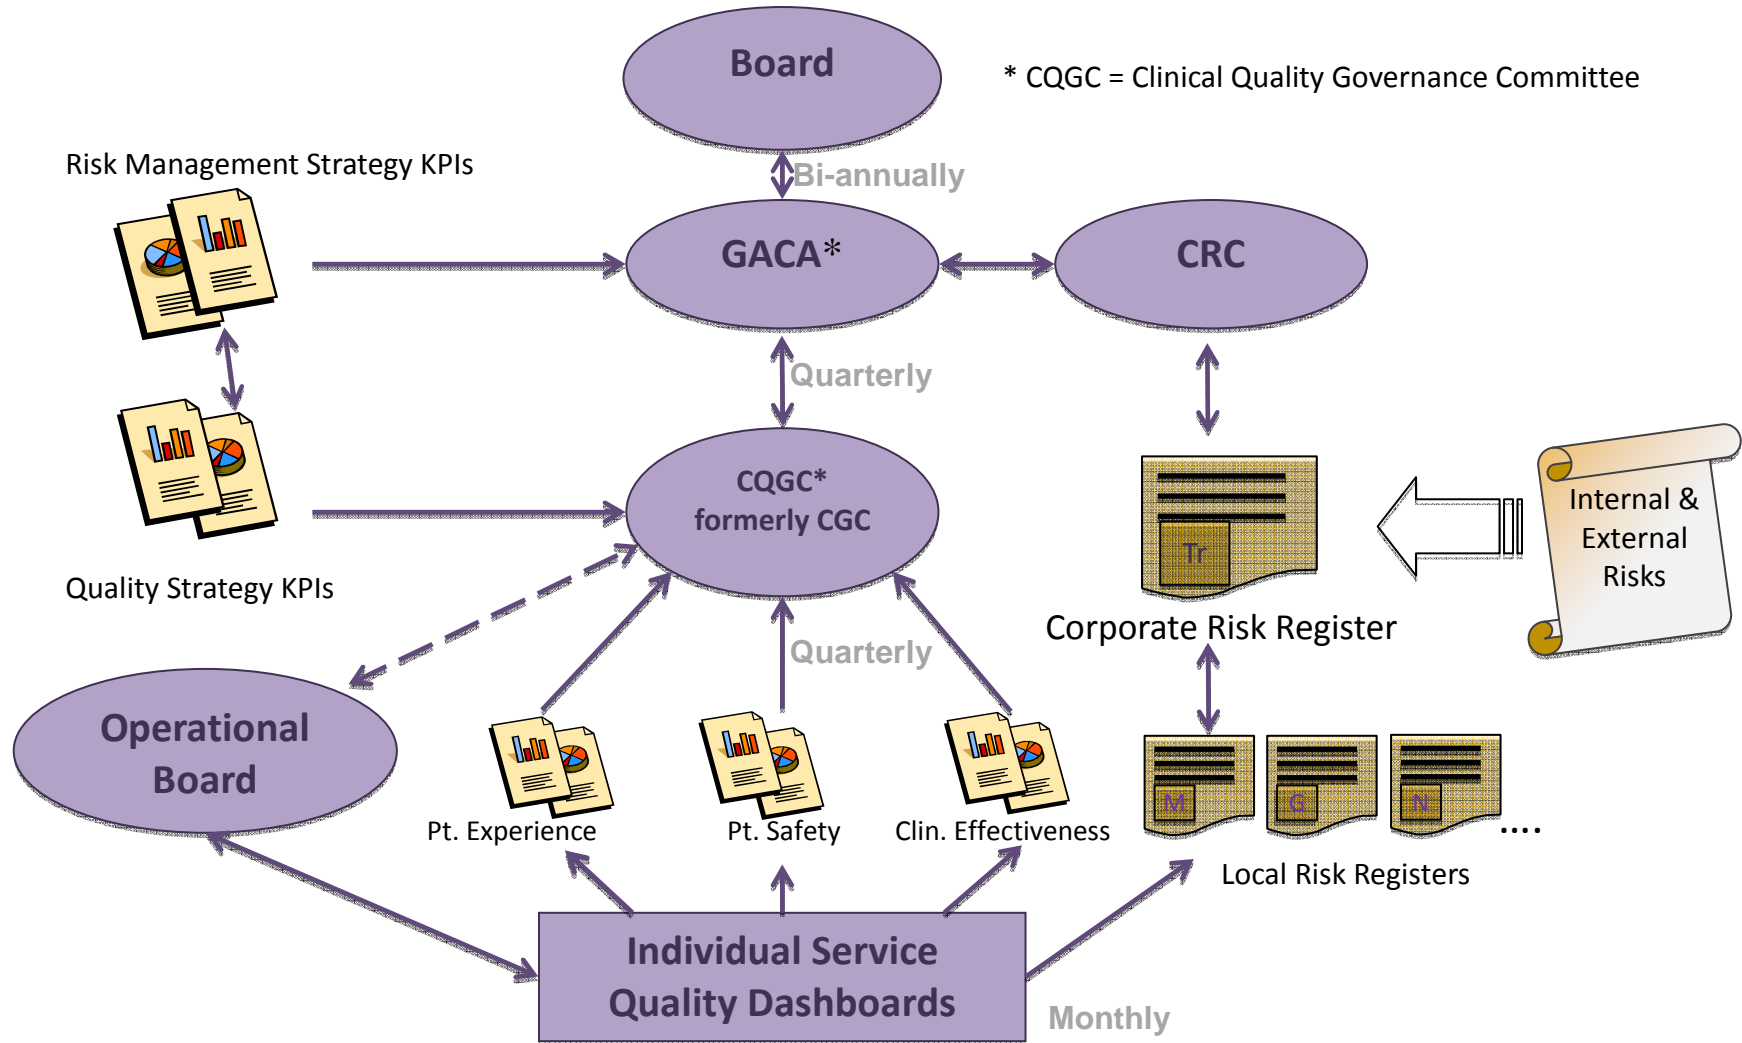 Board
* CQGC = Clinical Quality Governance Committee
Risk Management Strategy KPIs
Bi-annually
GACA*
CRC
Quarterly
CQGC*
formerly CGC
Internal &
External
Risks
Tr
Quality Strategy KPIs
Corporate Risk Register
Quarterly
Operational
Board
M
G
N
....
Pt. Experience
Pt. Safety
Clin. Effectiveness
Local Risk Registers
Individual Service
Quality Dashboards
Monthly